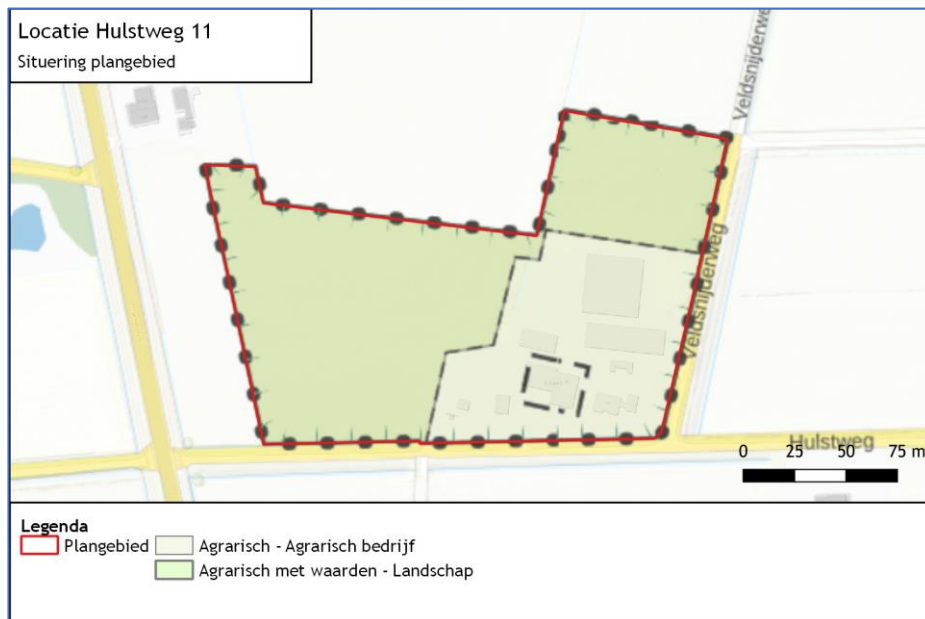 Locatie Hulstweg 11
Situering plangebied
Veldsnijderwe
Veldsnijderweg
Hulstweg
0 25 50 75 m
Legenda
Plangebied Agrarisch - Agrarisch bedrijf
Agrarisch met waarden - Landschap